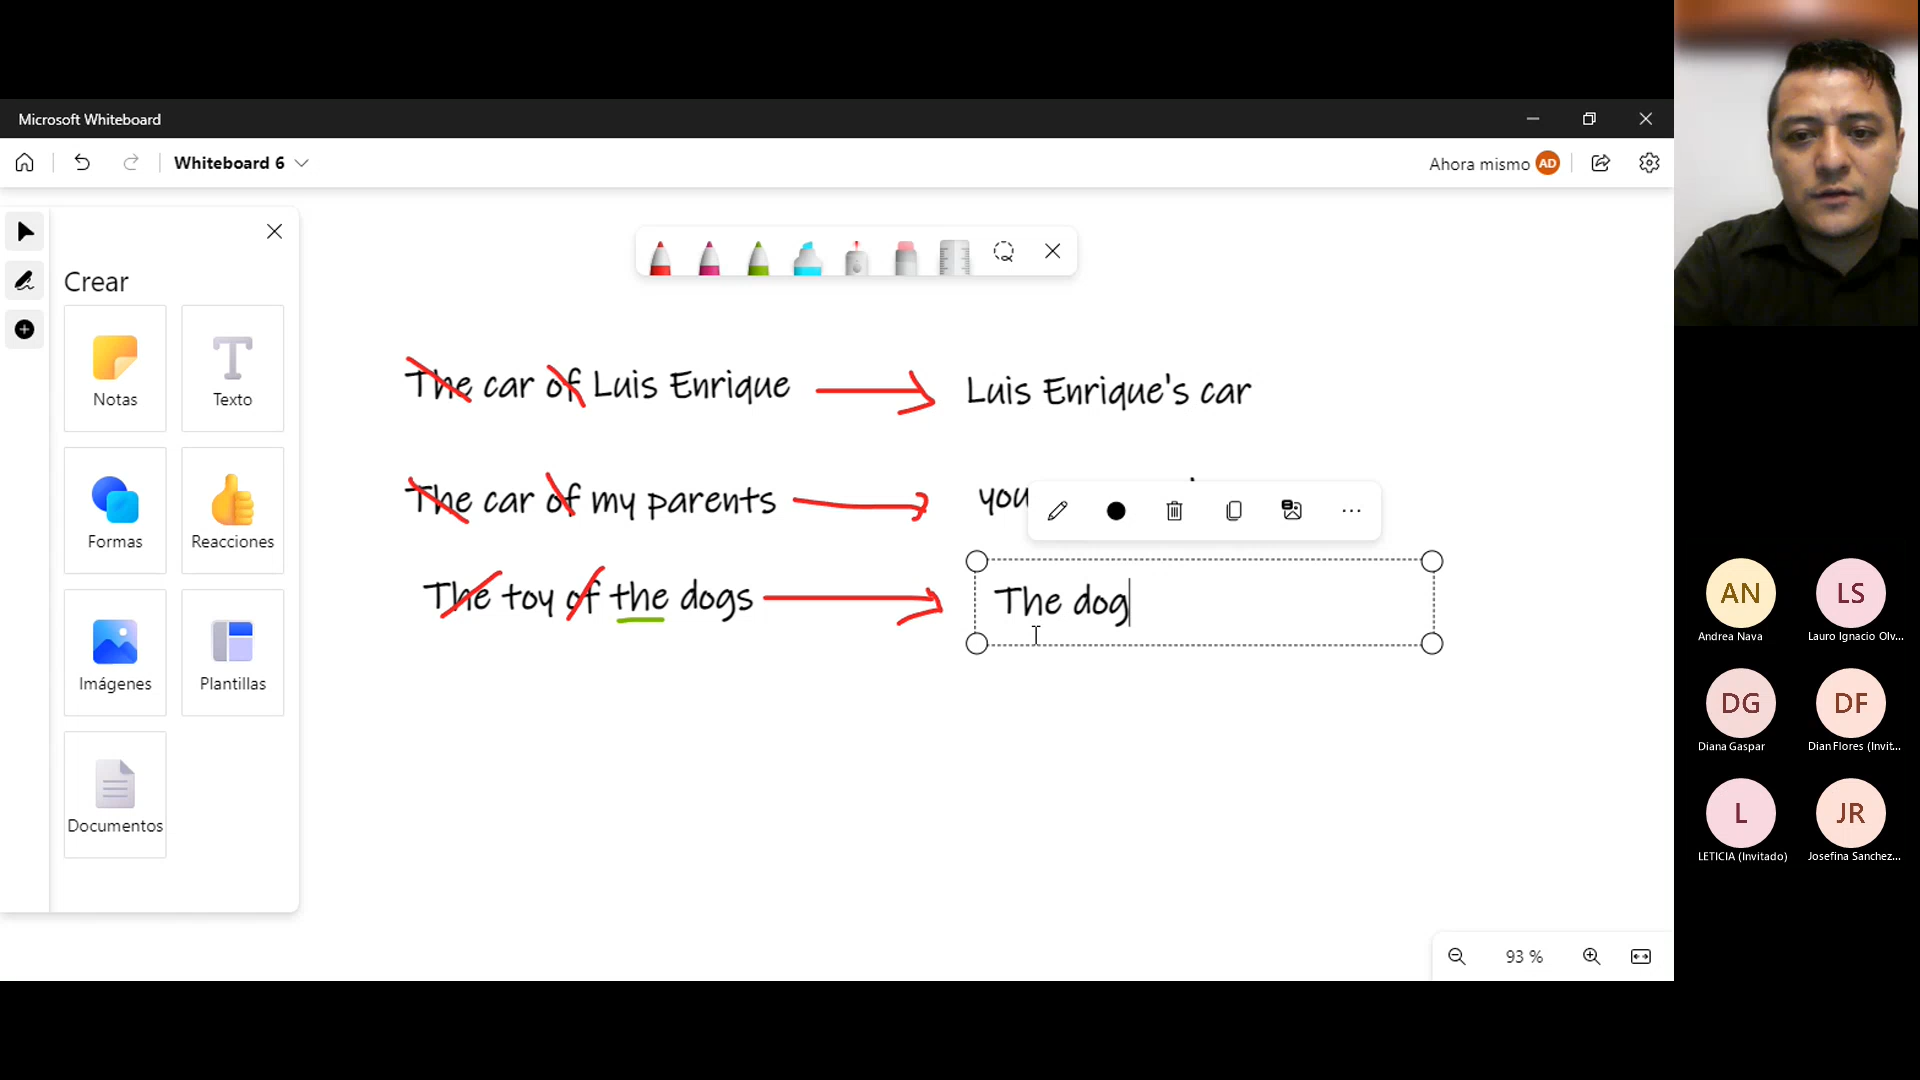 Microsoft Whiteboard
Whiteboard 6
Ahora mismo AD
Crear
Notas Texto
Formas Reacciones
Imágenes Plantillas
Documentos
The car of Luis Enrique Luis Enrique's car
The car of my parents you
The toy of the dogs The dog
93 %
AN LS
Andrea Nava Lauro Ignacio Olv...
DG DF
Diana Gaspar Dian Flores (Invit...
L JR
LETICIA (Invitado) Josefina Sanchez...